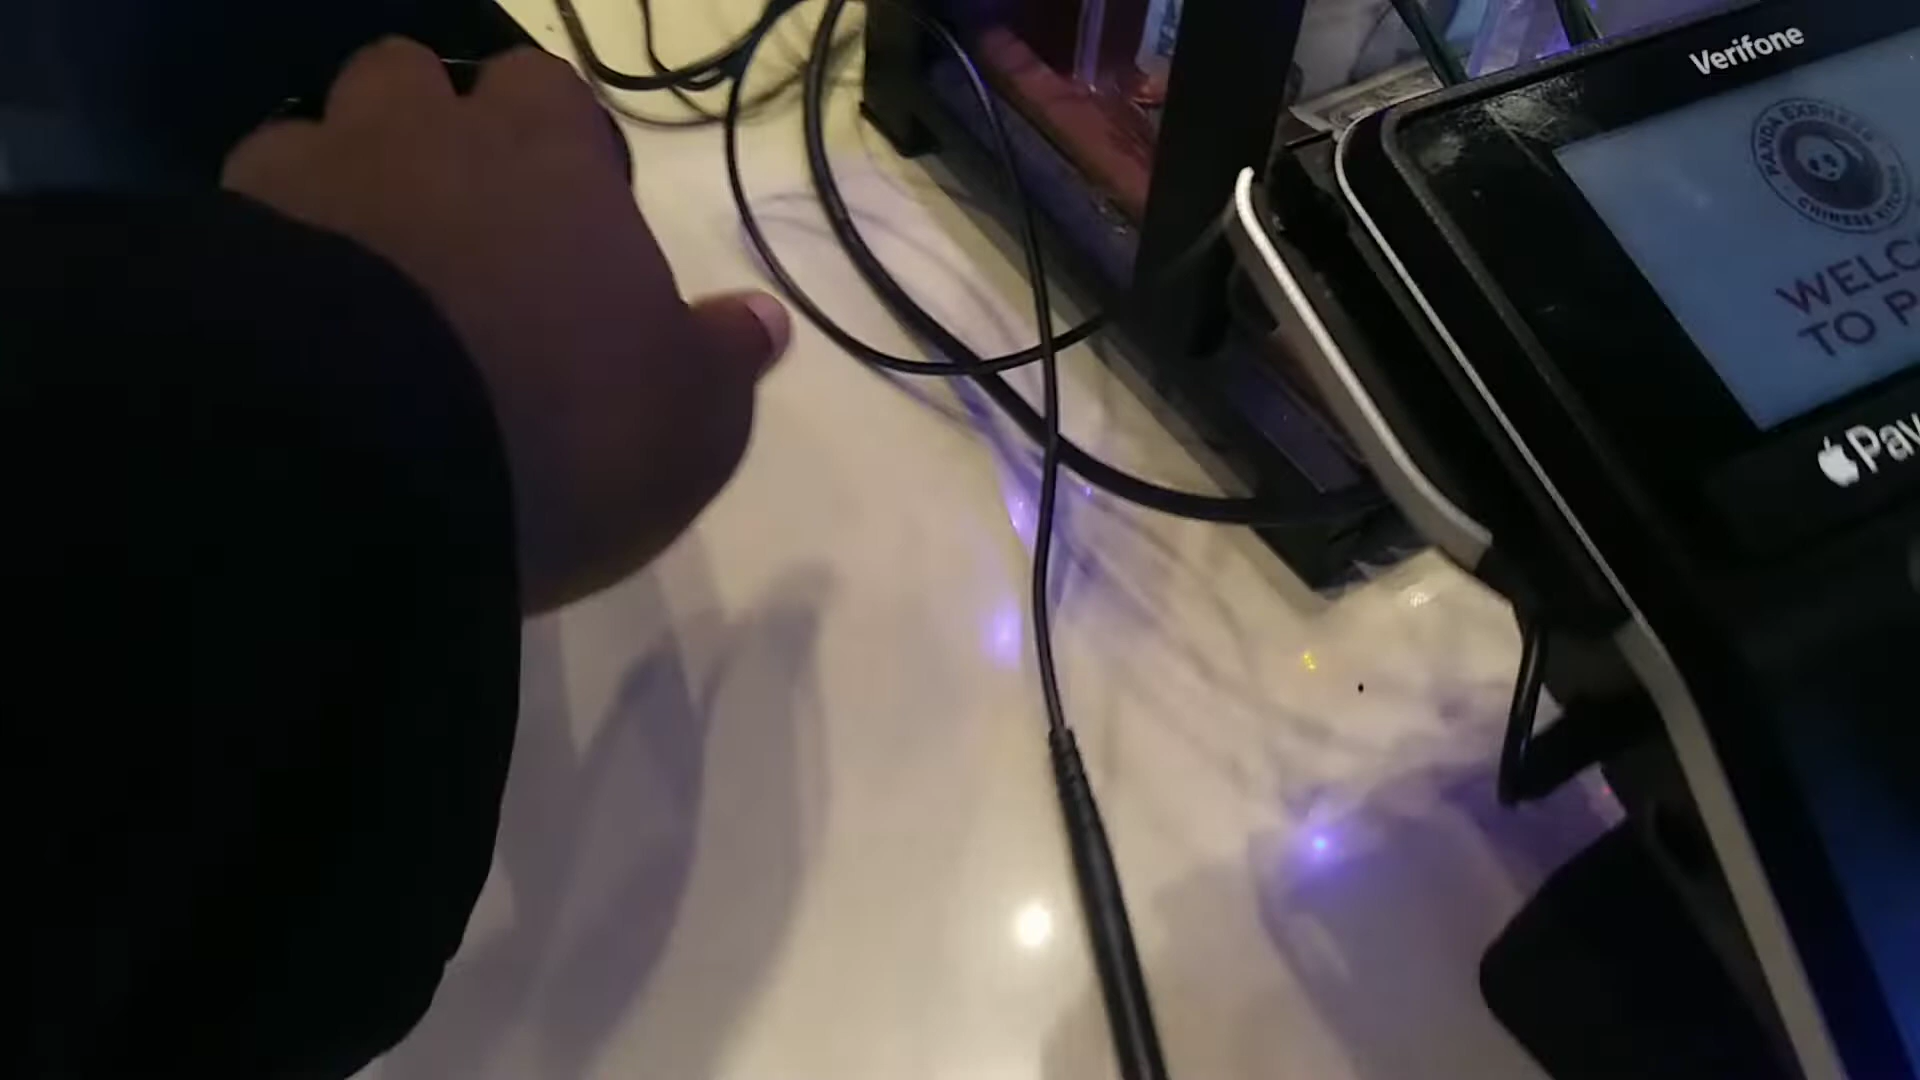 Verifone
PANDA EXPRESS
CHINESE KITCHEN
WELC
TO P
Pay